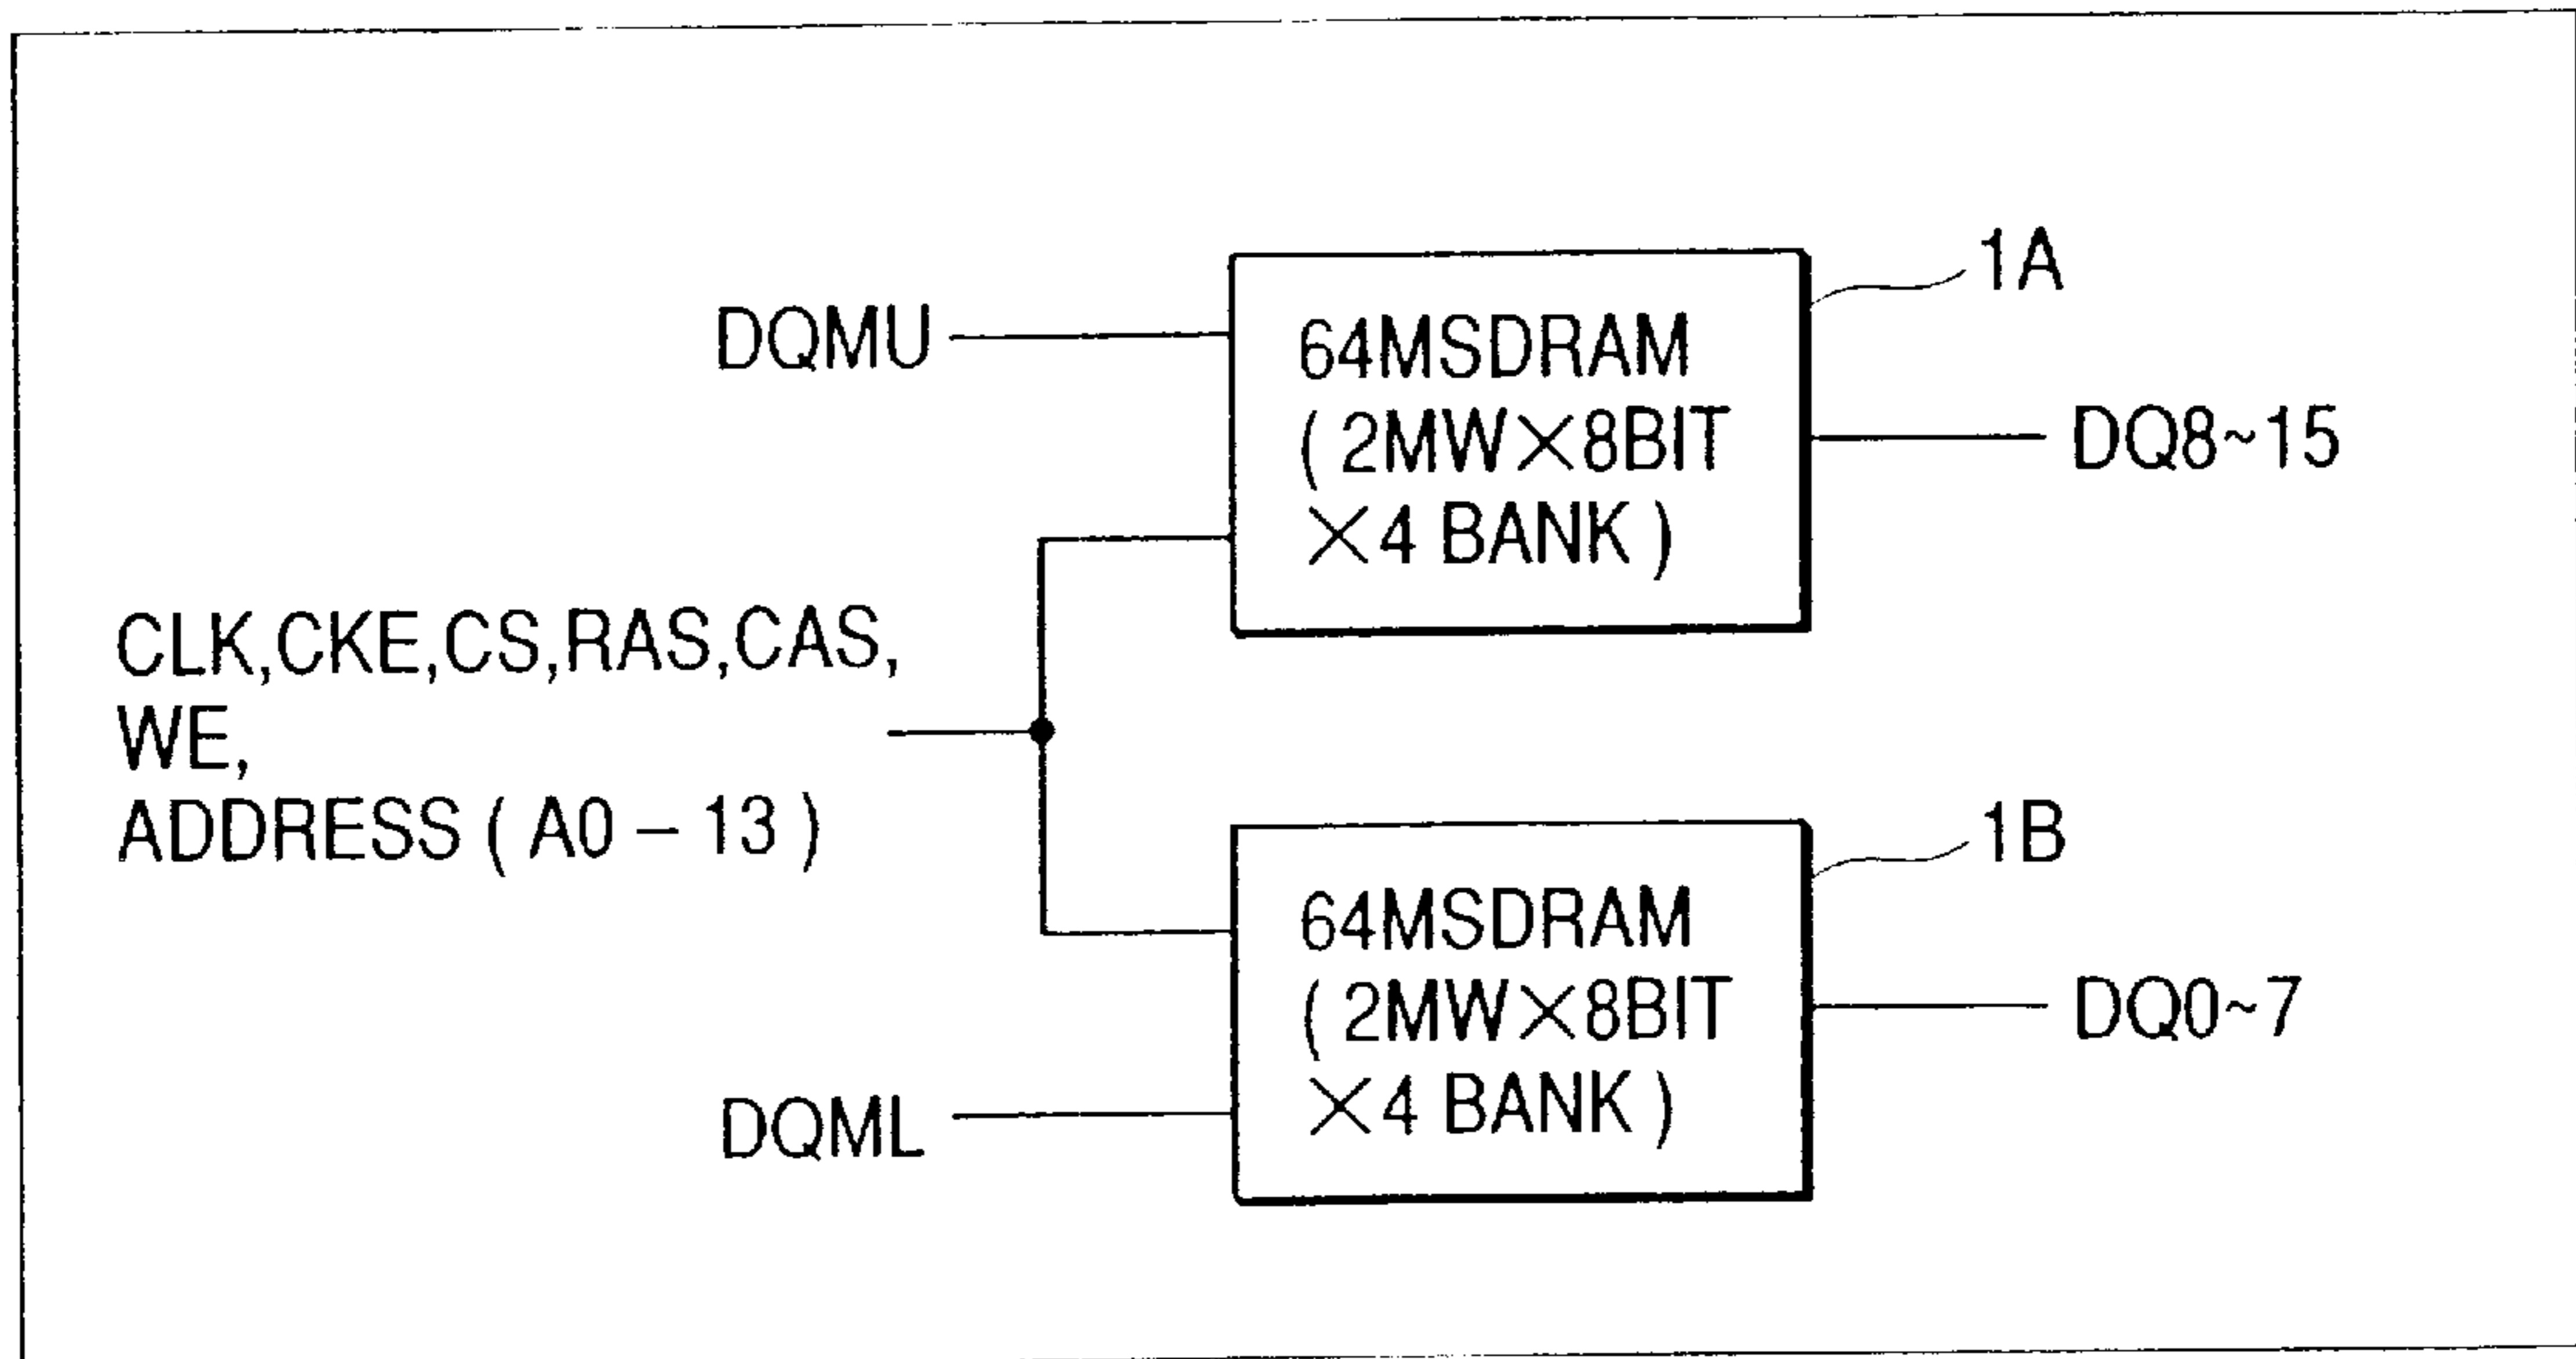 1A
DQMU
64MSDRAM
( 2MW×8BIT
×4 BANK )
DQ8~15
CLK,CKE,CS,RAS,CAS,
WE,
ADDRESS ( A0 – 13 )
1B
64MSDRAM
( 2MW×8BIT
×4 BANK )
DQ0~7
DQML